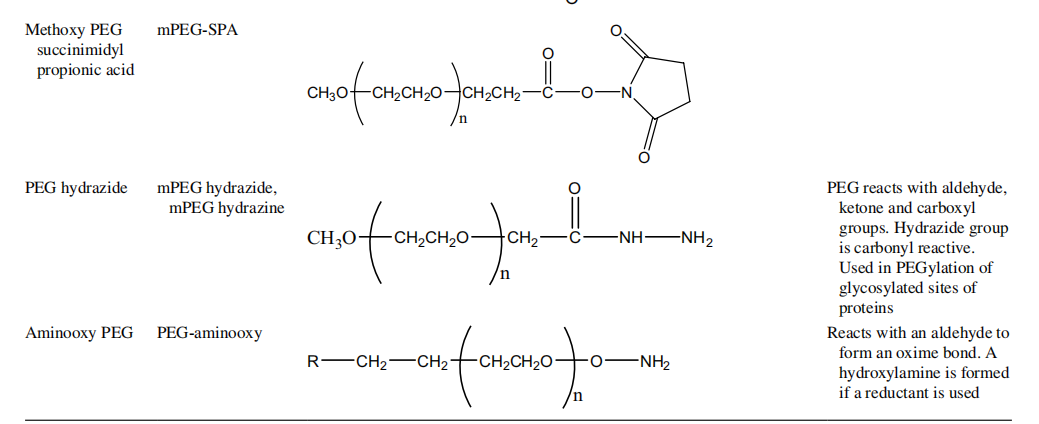 Methoxy PEG mPEG-SPA
succinimidyl
propionic acid
O
O
CH3O CH2CH2O CH2CH2 C O N
n
O
PEG hydrazide mPEG hydrazide, PEG reacts with aldehyde,
mPEG hydrazine ketone and carboxyl
groups. Hydrazide group
is carbonyl reactive.
Used in PEGylation of
glycosylated sites of
proteins
O
CH3O CH2CH2O CH2 C NH NH2
n
Aminooxy PEG PEG-aminooxy Reacts with an aldehyde to
form an oxime bond. A
hydroxylamine is formed
if a reductant is used
R CH2 CH2 CH2CH2O O NH2
n